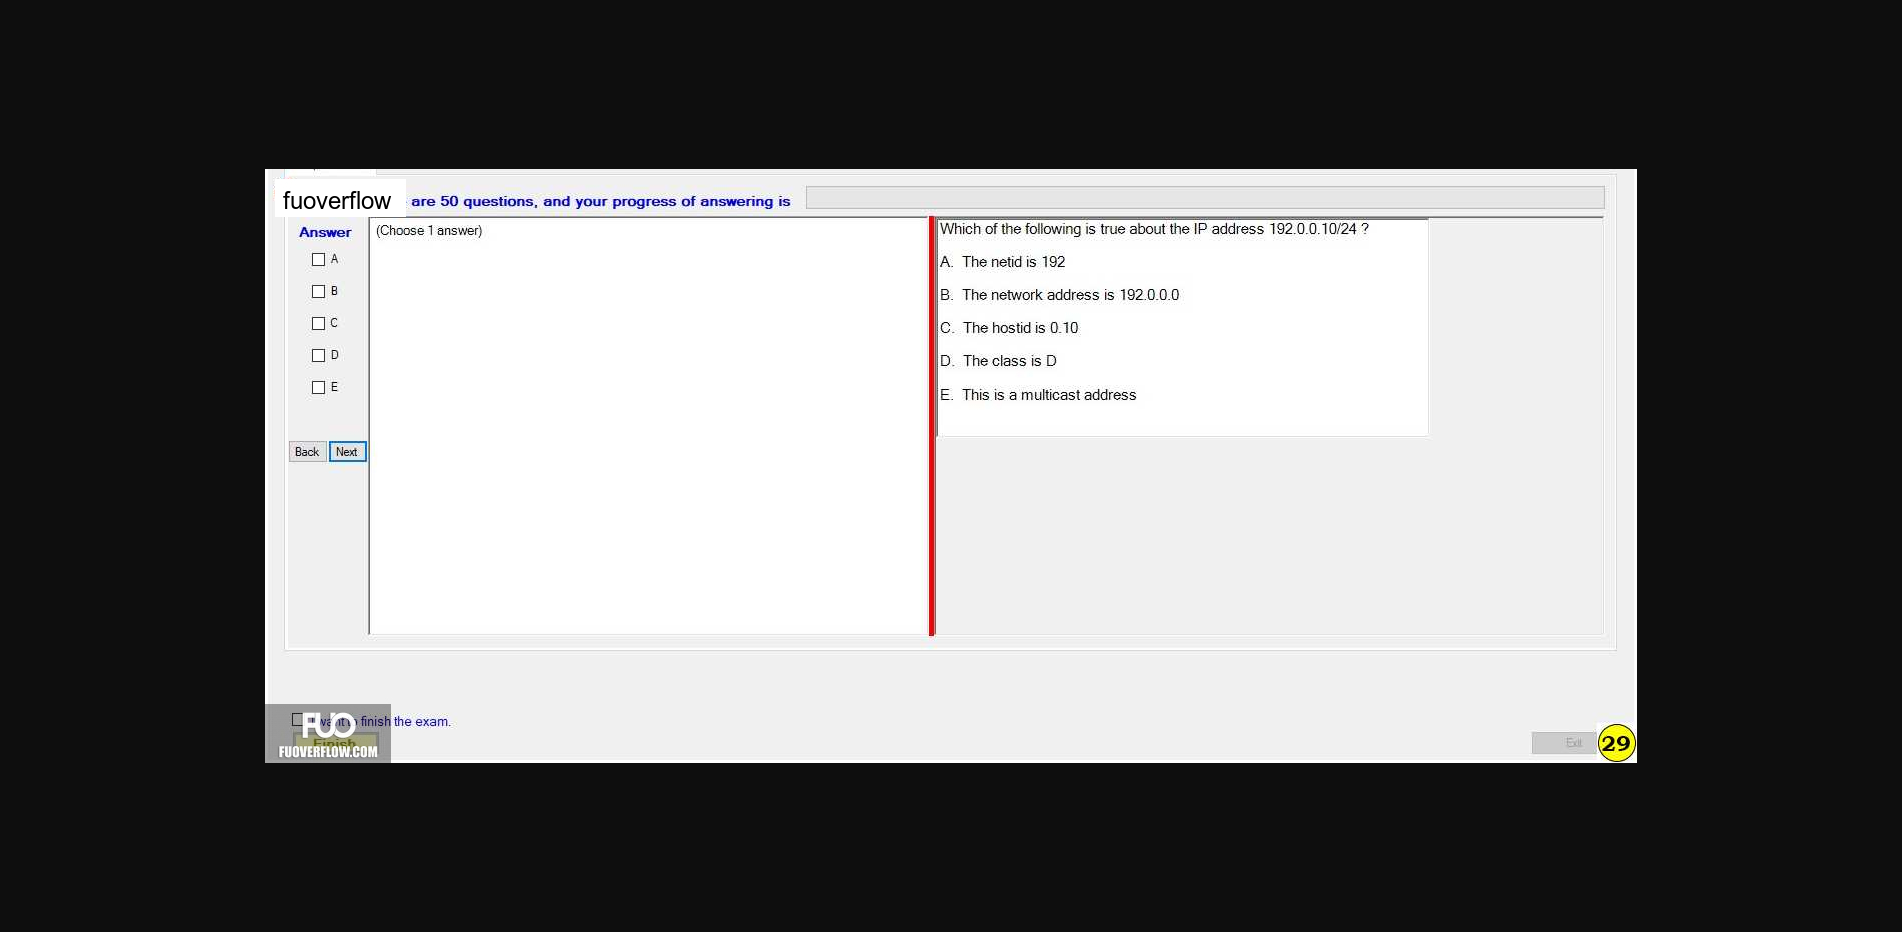 fuoverflow are 50 questions, and your progress of answering is
Answer
(Choose 1 answer)
A
B
C
D
E
Back Next
Which of the following is true about the IP address 192.0.0.10/24 ?
A. The netid is 192
B. The network address is 192.0.0.0
C. The hostid is 0.10
D. The class is D
E. This is a multicast address
I want to finish the exam.
Finish
FUO
FUOVERFLOW.COM
Exit
29